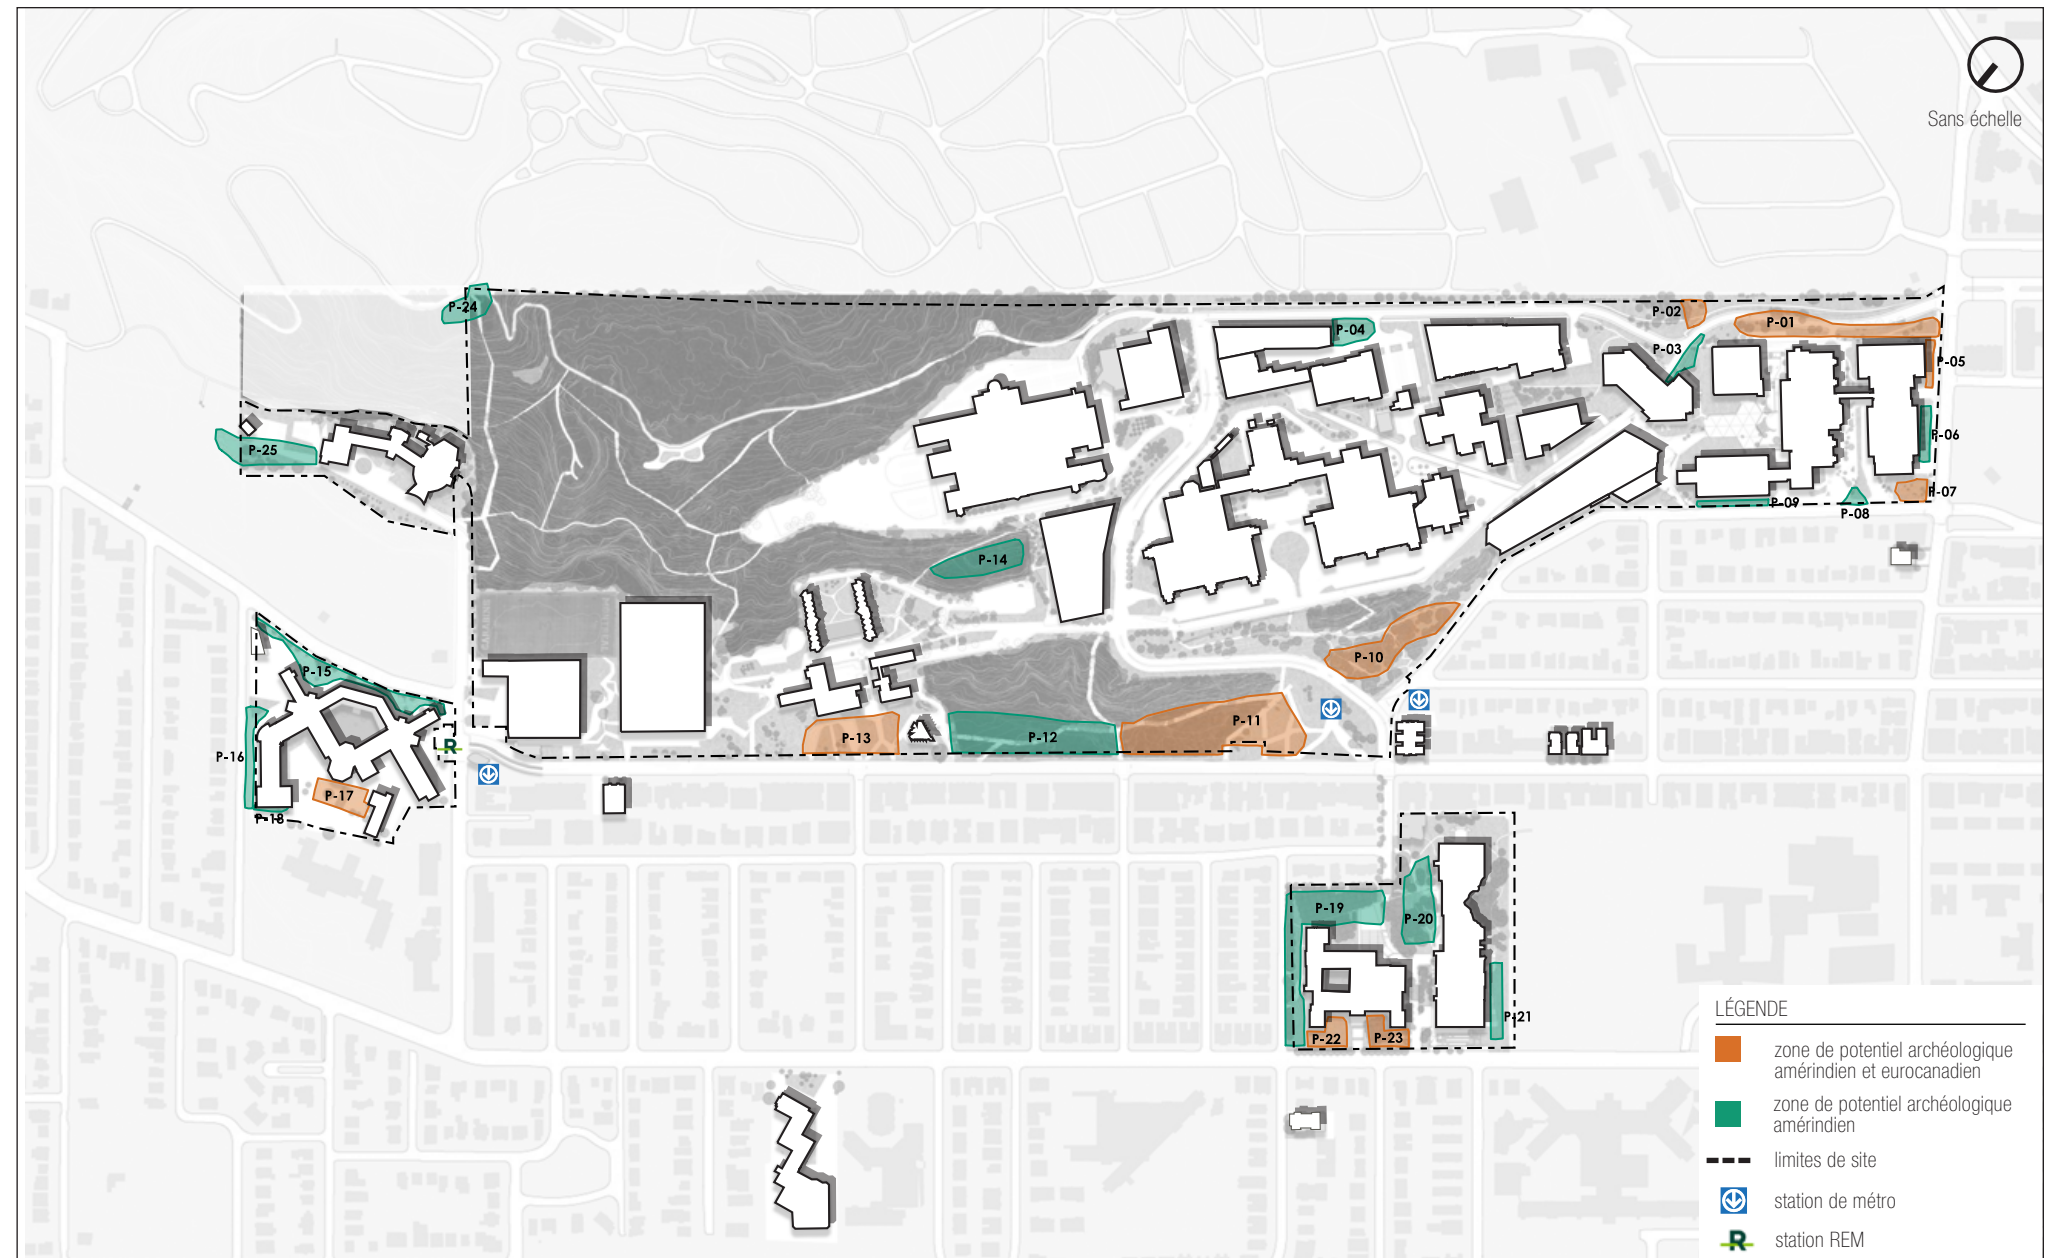 Sans échelle
P-24
P-02
P-01
P-04
P-03
P-05
P-25
P-06
P-07
P-09
P-08
P-14
P-10
P-15
P-11
P-13
P-12
P-16
R
P-17
P-18
P-19
P-20
P-21
P-22
P-23
LÉGENDE
zone de potentiel archéologique
amérindien et eurocanadien
zone de potentiel archéologique
amérindien
limites de site
station de métro
R station REM